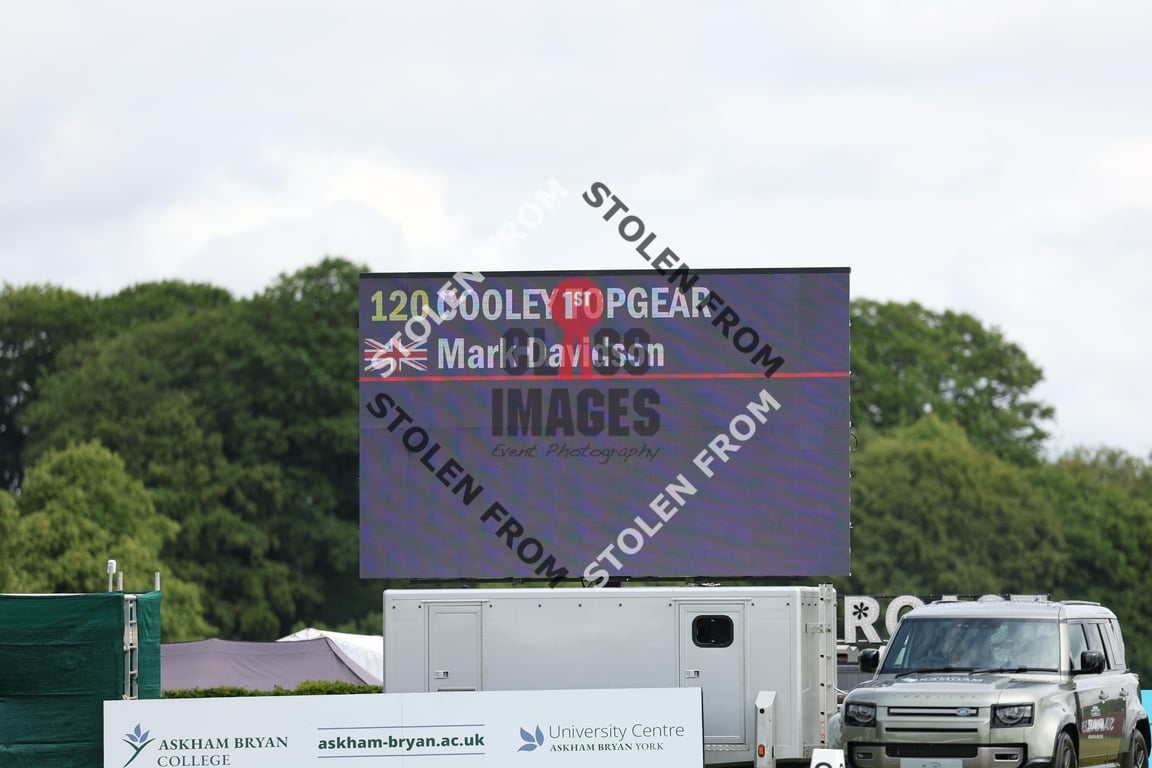 120 DOOLEY TOPGEAR
Mark Davidson
1ST
CLASS
IMAGES
Event Photography
STOLEN FROM
STOLEN FROM
STOLEN FROM
STOLEN FROM
ASKHAM BRYAN
COLLEGE
askham-bryan.ac.uk
University Centre
ASKHAM BRYAN YORK